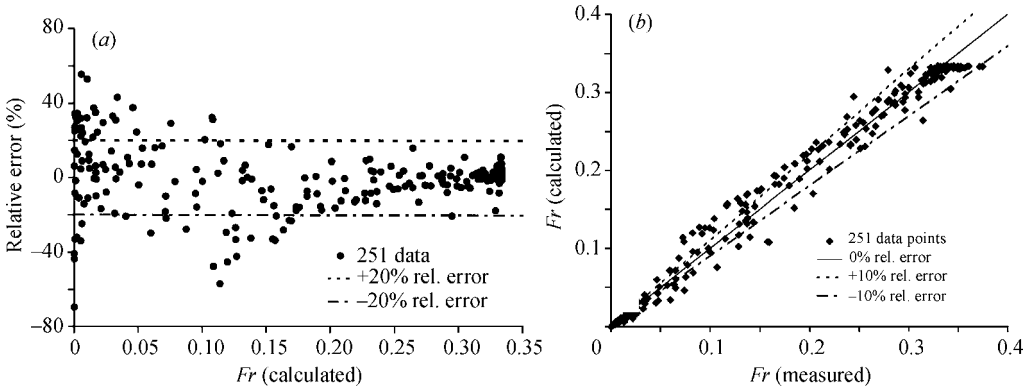 (a)
Relative error (%)
80
40
0
–40
–80
251 data
+20% rel. error
–20% rel. error
0
0.05
0.10
0.15
0.20
0.25
0.30
0.35
Fr (calculated)
(b)
Fr (calculated)
0.4
0.3
0.2
0.1
251 data points
0% rel. error
+10% rel. error
–10% rel. error
0
0.1
0.2
0.3
0.4
Fr (measured)